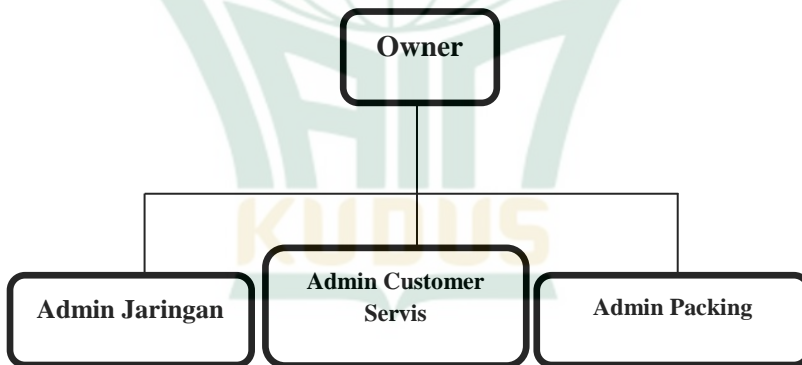 Owner
KUDUS
Admin Jaringan
Admin Customer
Servis
Admin Packing